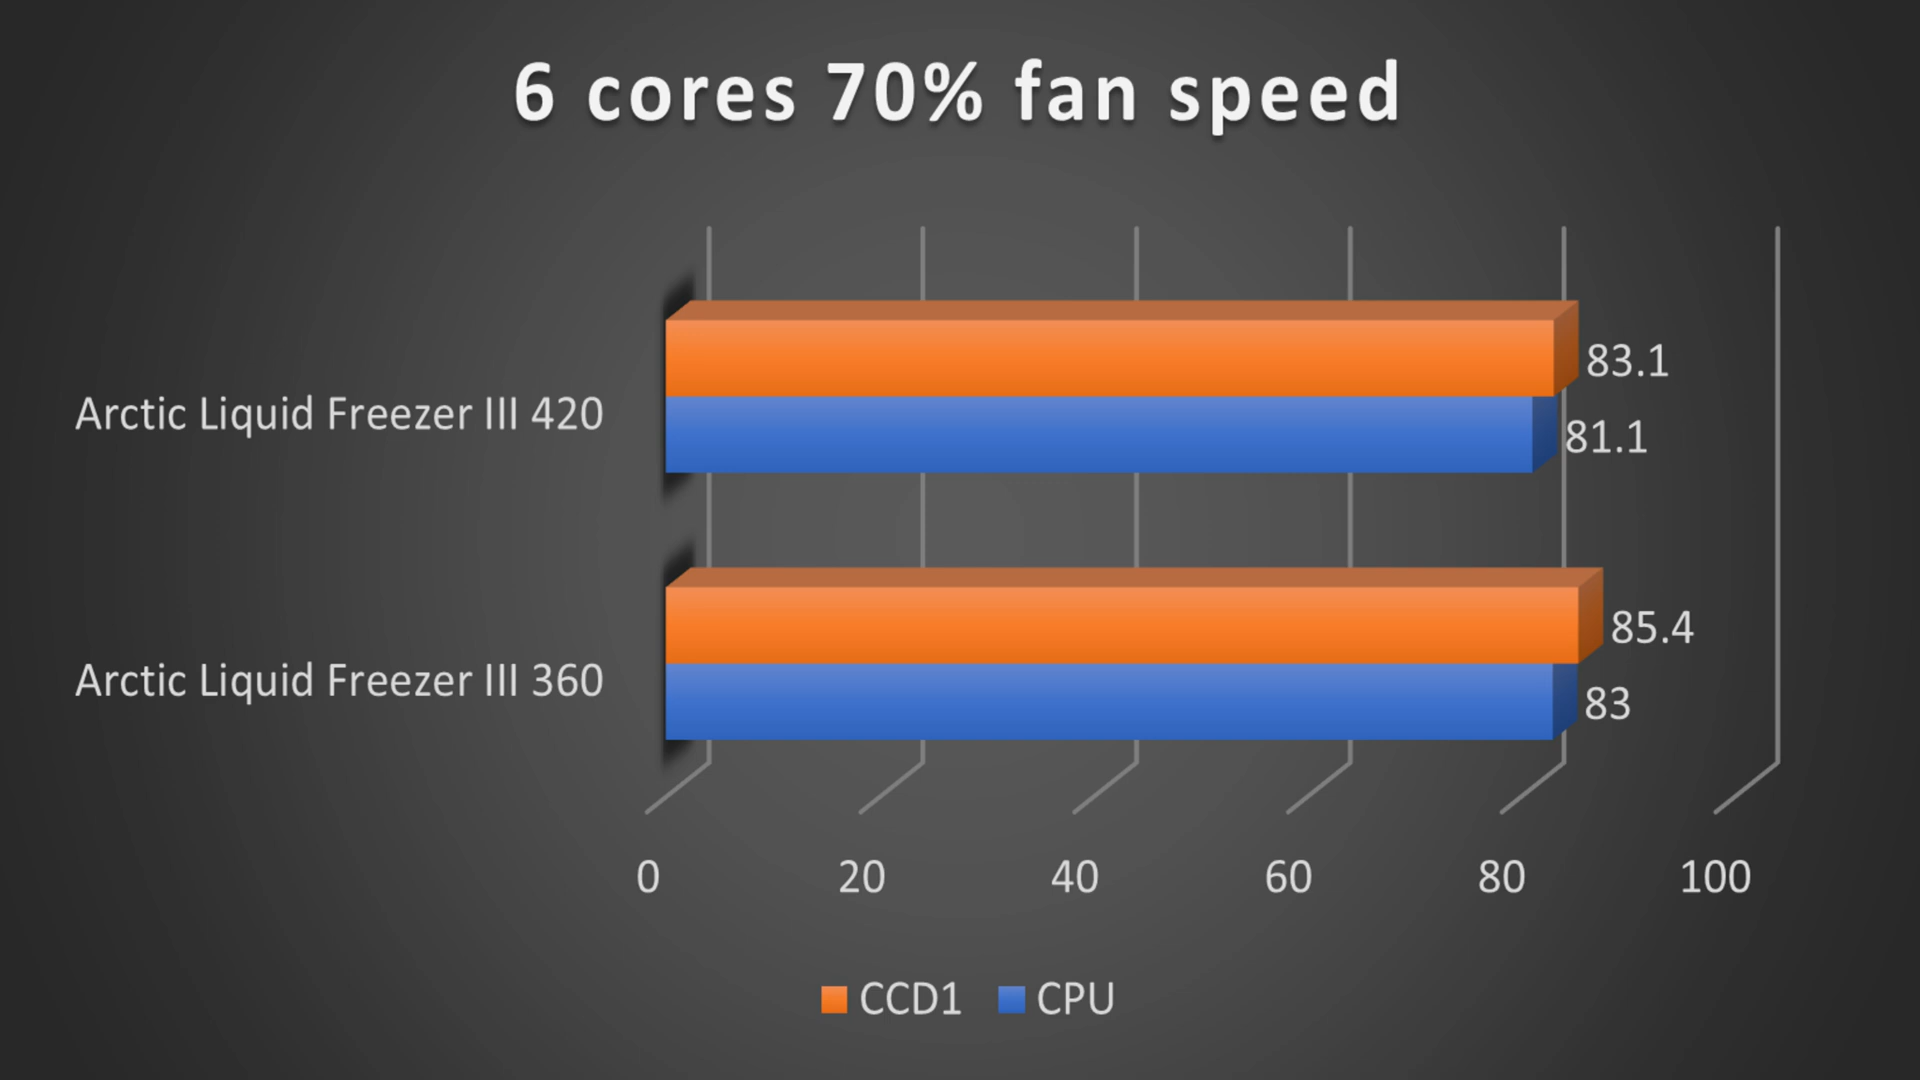 6 cores 70% fan speed
Arctic Liquid Freezer III 420
83.1
81.1
Arctic Liquid Freezer III 360
85.4
83
0 20 40 60 80 100
CCD1 CPU